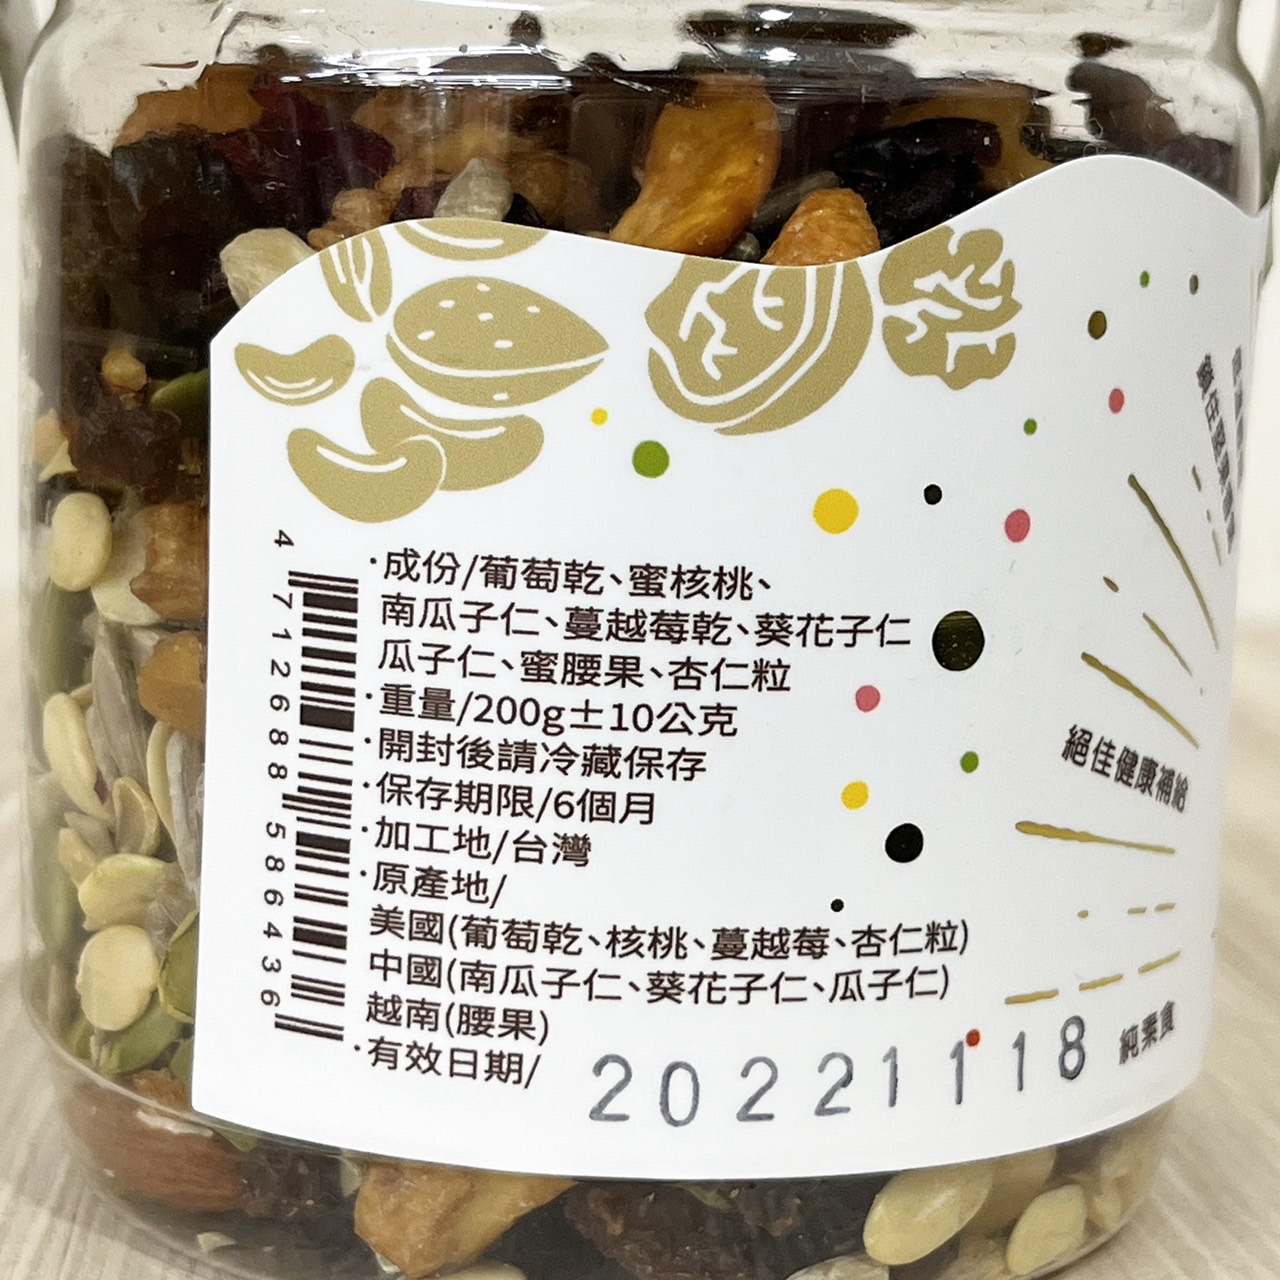 ·成份/葡萄乾、蜜核桃、
南瓜子仁、蔓越莓乾、葵花子仁
瓜子仁、蜜腰果、杏仁粒
·重量/200g±10公克
·開封後請冷藏保存
·保存期限/6個月
·加工地/台灣
·原產地/
美國(葡萄乾、核桃、蔓越莓、杏仁粒)
中國(南瓜子仁、葵花子仁、瓜子仁)
越南(腰果)
·有效日期/ 20221118
4712688586436
絕佳健康補給
純素食